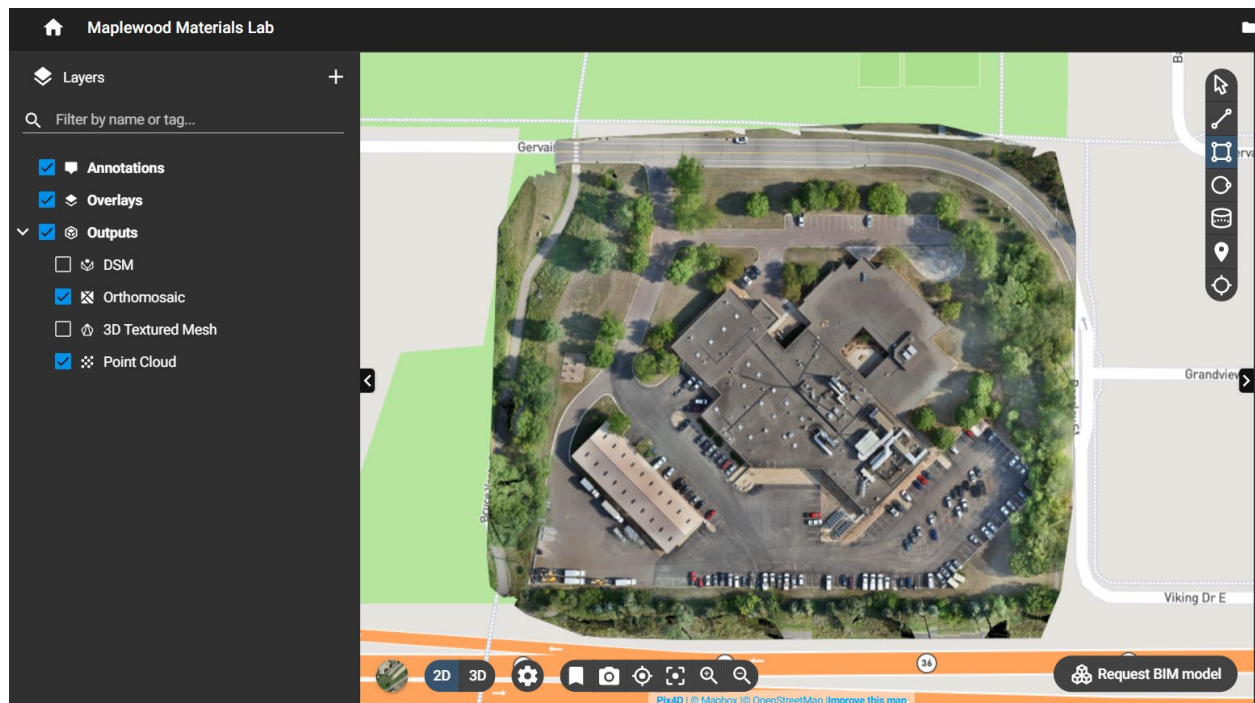 Maplewood Materials Lab
Layers
Filter by name or tag...
Annotations
Overlays
Outputs
DSM
Orthomosaic
3D Textured Mesh
Point Cloud
Gervai
Grandview
Viking Dr E
36
2D 3D
Request BIM model
Pix4D | © Mapbox |© OpenStreetMap |Improve this map